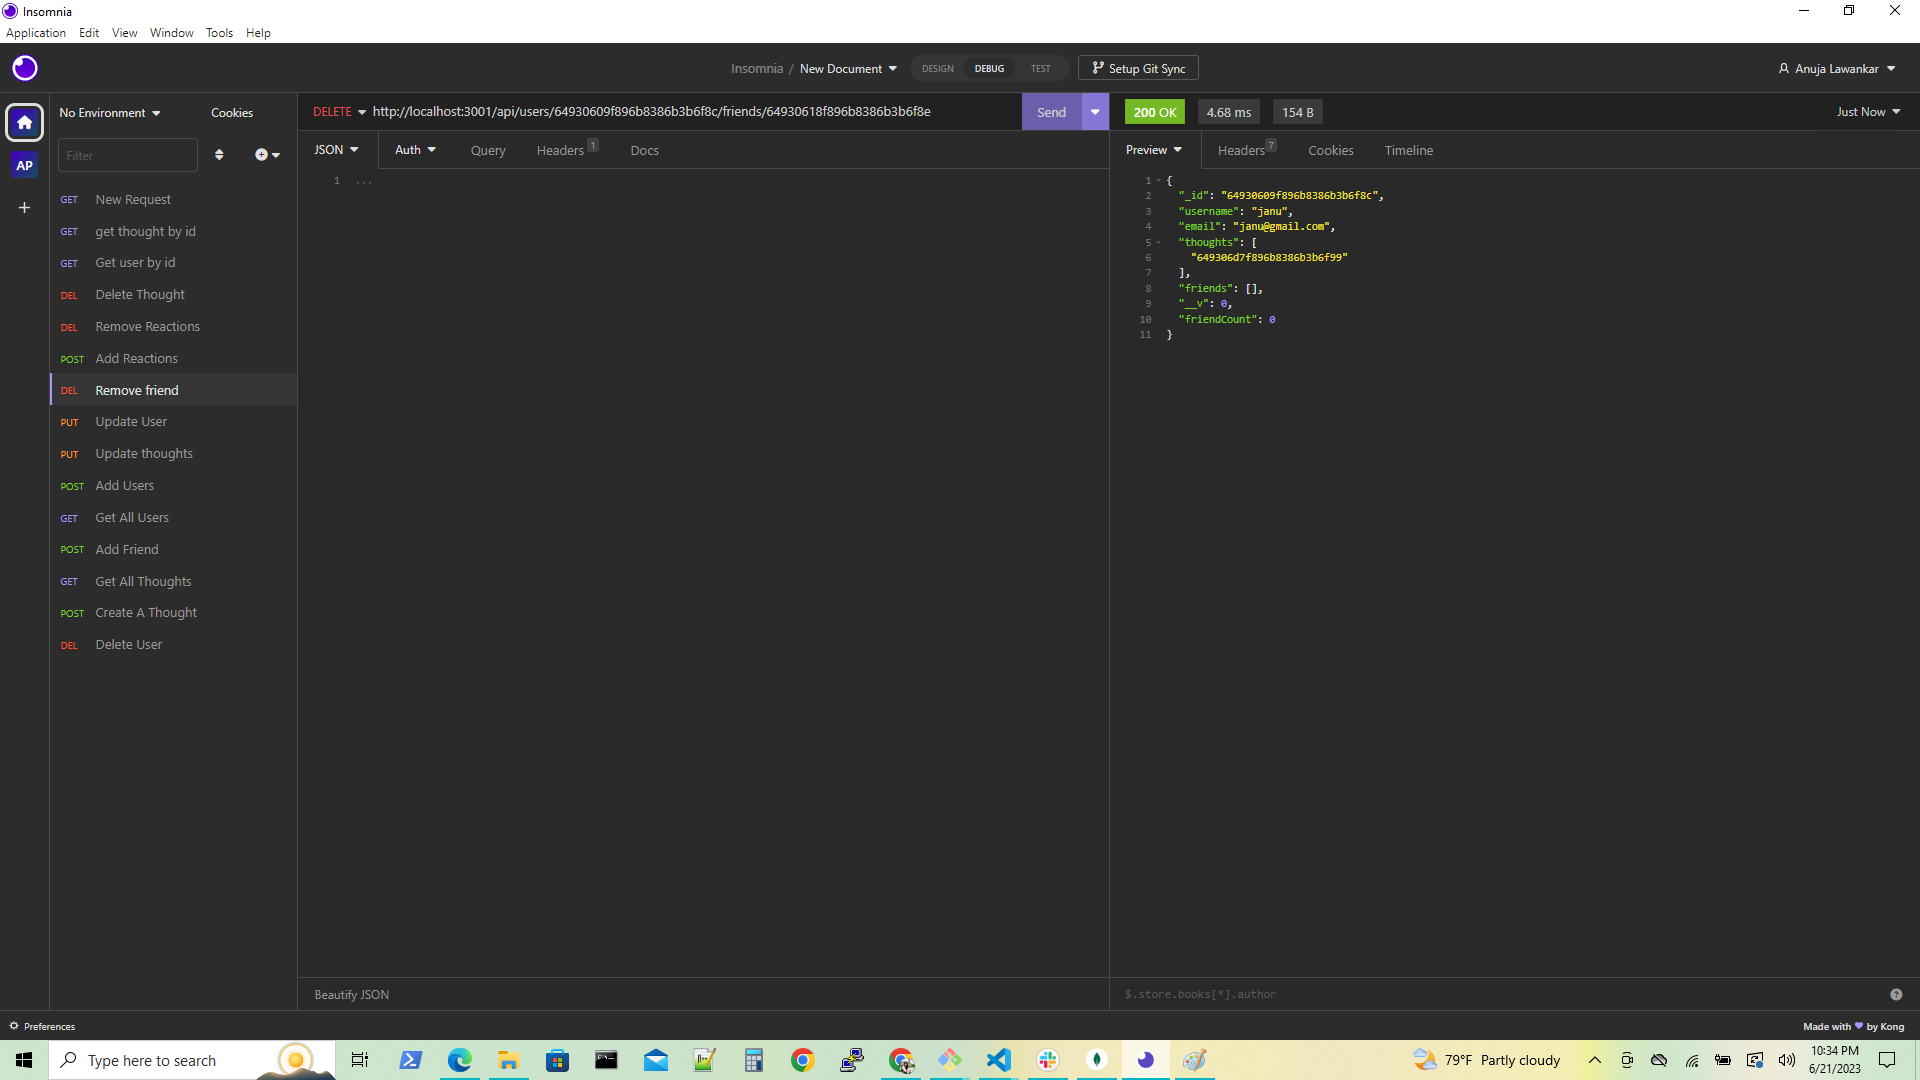 Insomnia
Application Edit View Window Tools Help
Insomnia / New Document DESIGN DEBUG TEST Setup Git Sync Anuja Lawankar
AP
No Environment Cookies
Filter
GET New Request
GET get thought by id
GET Get user by id
DEL Delete Thought
DEL Remove Reactions
POST Add Reactions
DEL Remove friend
PUT Update User
PUT Update thoughts
POST Add Users
GET Get All Users
POST Add Friend
GET Get All Thoughts
POST Create A Thought
DEL Delete User
DELETE http://localhost:3001/api/users/64930609f896b8386b3b6f8c/friends/64930618f896b8386b3b6f8e Send
JSON Auth Query Headers 1 Docs
1 ...
Beautify JSON
200 OK 4.68 ms 154 B Just Now
Preview Headers 7 Cookies Timeline
1 {
2 "_id": "64930609f896b8386b3b6f8c",
3 "username": "janu",
4 "email": "janu@gmail.com",
5 "thoughts": [
6 "649306d7f896b8386b3b6f99"
7 ],
8 "friends": [],
9 "__v": 0,
10 "friendCount": 0
11 }
$.store.books[*].author
Preferences Made with by Kong
Type here to search 79°F Partly cloudy 10:34 PM
6/21/2023